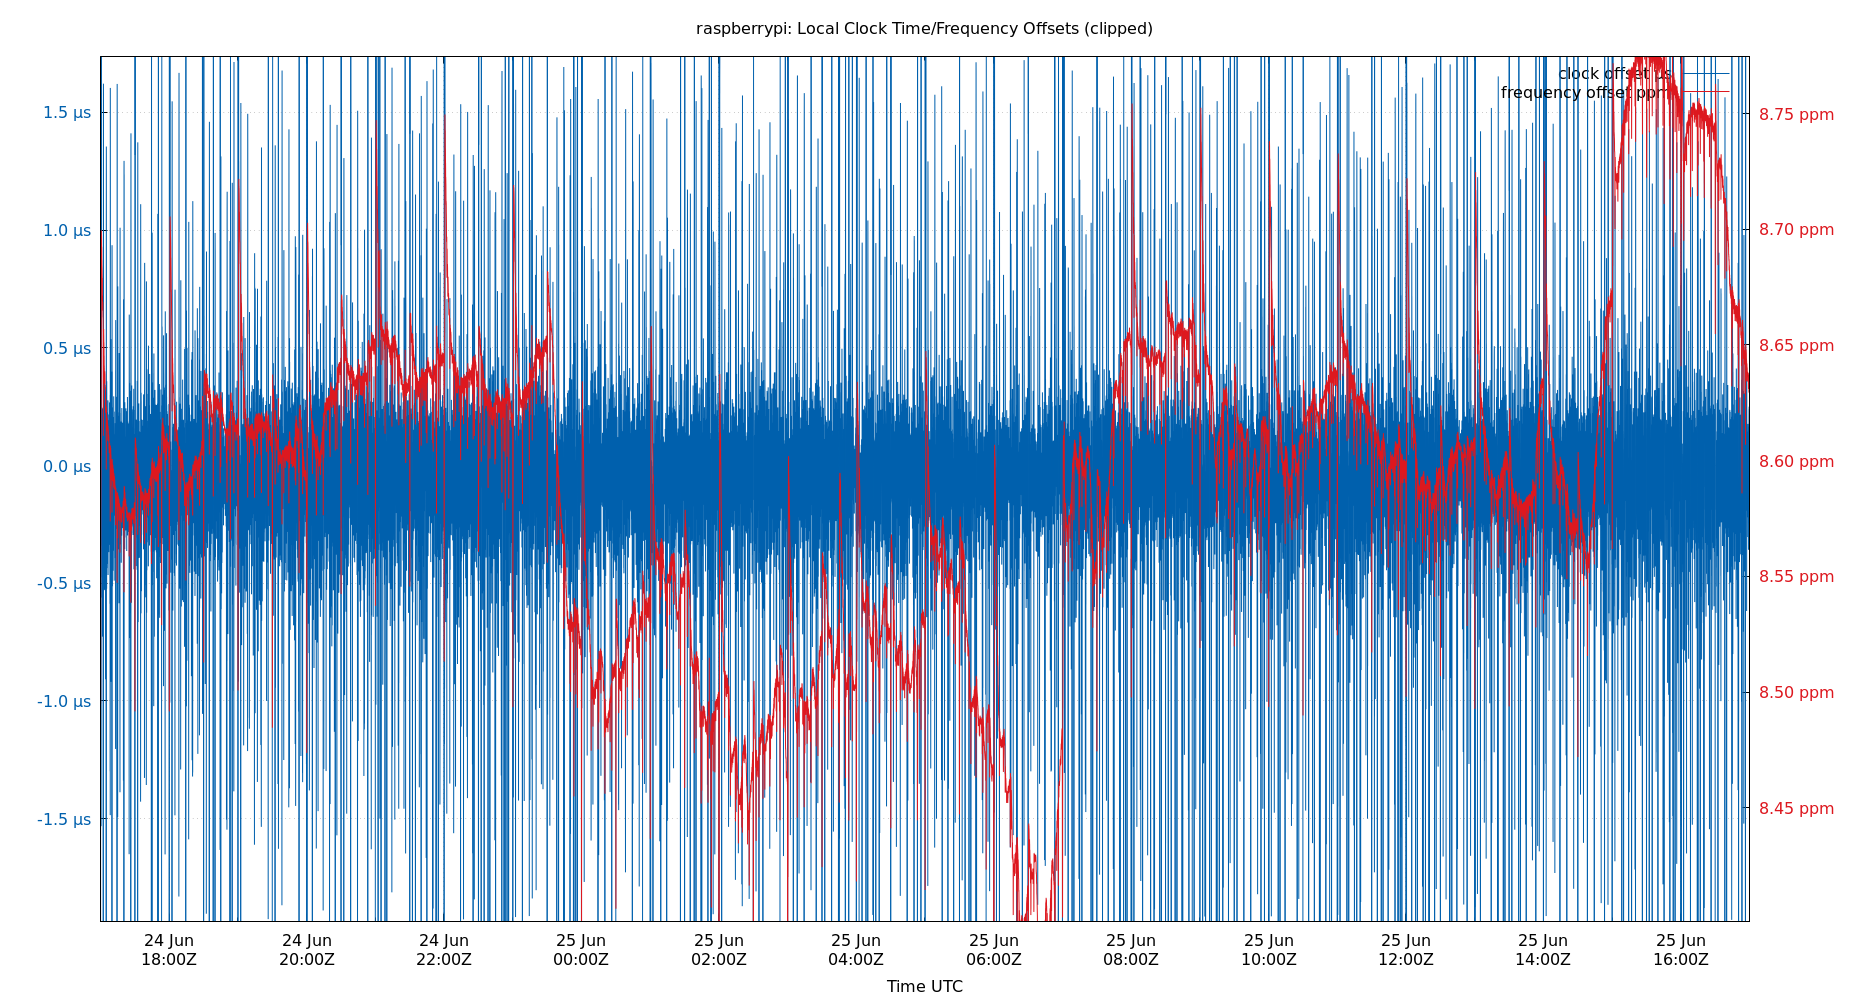 raspberrypi: Local Clock Time/Frequency Offsets (clipped)
clock offset µs
frequency offset ppm
1.5 µs
1.0 µs
0.5 µs
0.0 µs
-0.5 µs
-1.0 µs
-1.5 µs
8.75 ppm
8.70 ppm
8.65 ppm
8.60 ppm
8.55 ppm
8.50 ppm
8.45 ppm
24 Jun 24 Jun 24 Jun 25 Jun 25 Jun 25 Jun 25 Jun 25 Jun 25 Jun 25 Jun 25 Jun 25 Jun
18:00Z 20:00Z 22:00Z 00:00Z 02:00Z 04:00Z 06:00Z 08:00Z 10:00Z 12:00Z 14:00Z 16:00Z
Time UTC